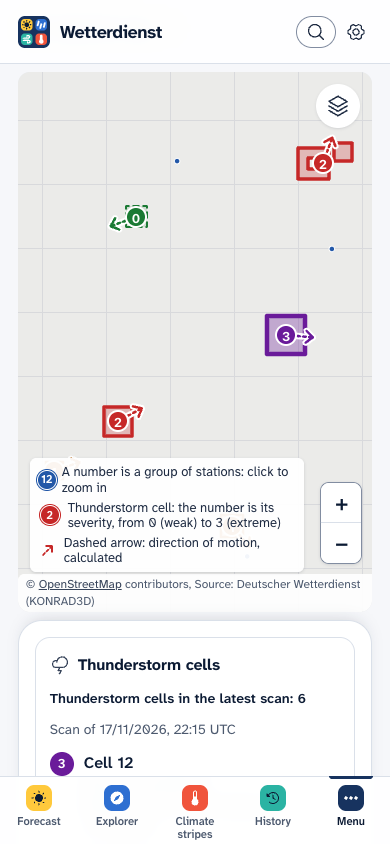 Wetterdienst
2
0
3
2
12 A number is a group of stations: click to
zoom in
2 Thunderstorm cell: the number is its
severity, from 0 (weak) to 3 (extreme)
Dashed arrow: direction of motion,
calculated
+
−
© OpenStreetMap contributors, Source: Deutscher Wetterdienst
(KONRAD3D)
Thunderstorm cells
Thunderstorm cells in the latest scan: 6
Scan of 17/11/2026, 22:15 UTC
3 Cell 12
Forecast
Explorer
Climate
stripes
History
Menu